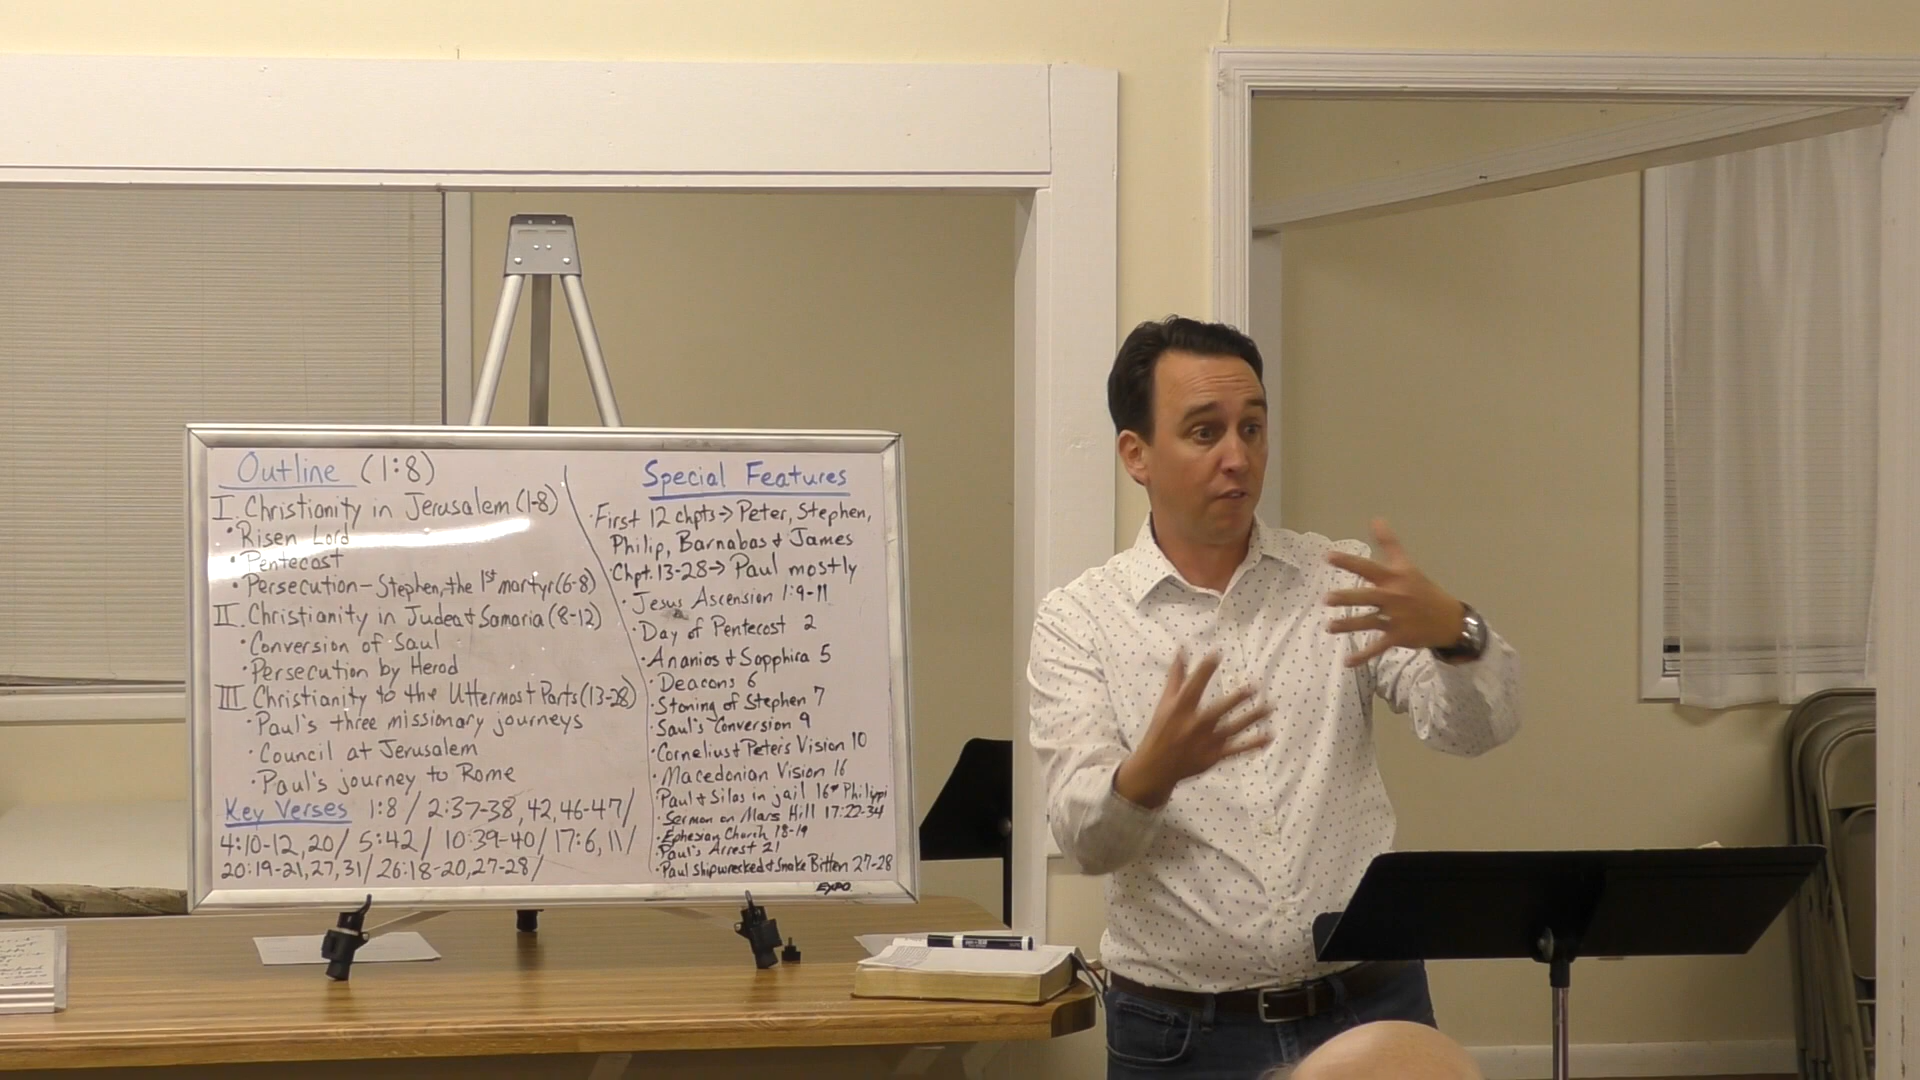 Outline (1:8)
I. Christianity in Jerusalem (1-8)
• Risen Lord
• Pentecost
• Persecution - Stephen, the 1st martyr (6-8)
II. Christianity in Judea & Samaria (8-12)
• Conversion of Saul
• Persecution by Herod
III Christianity to the Uttermost Parts (13-28)
• Paul's three missionary journeys
• Council at Jerusalem
• Paul's journey to Rome
Key Verses 1:8 / 2:37-38, 42, 46-47 /
4:10-12, 20 / 5:42 / 10:39-40 / 17:6, 11 /
20:19-21, 27, 31 / 26:18-20, 27-28 /
Special Features
• First 12 chpts → Peter, Stephen,
Philip, Barnabas & James
• Chpt. 13-28 → Paul mostly
• Jesus Ascension 1:9-11
• Day of Pentecost 2
• Ananias & Sapphira 5
• Deacons 6
• Stoning of Stephen 7
• Saul's Conversion 9
• Cornelius & Peter's Vision 10
• Macedonian Vision 16
• Paul & Silas in jail 16 Philippi
• Sermon on Mars Hill 17:22-34
• Ephesian Church 18-19
• Paul's Arrest 21
• Paul shipwrecked & Snake Bitten 27-28
EXPO